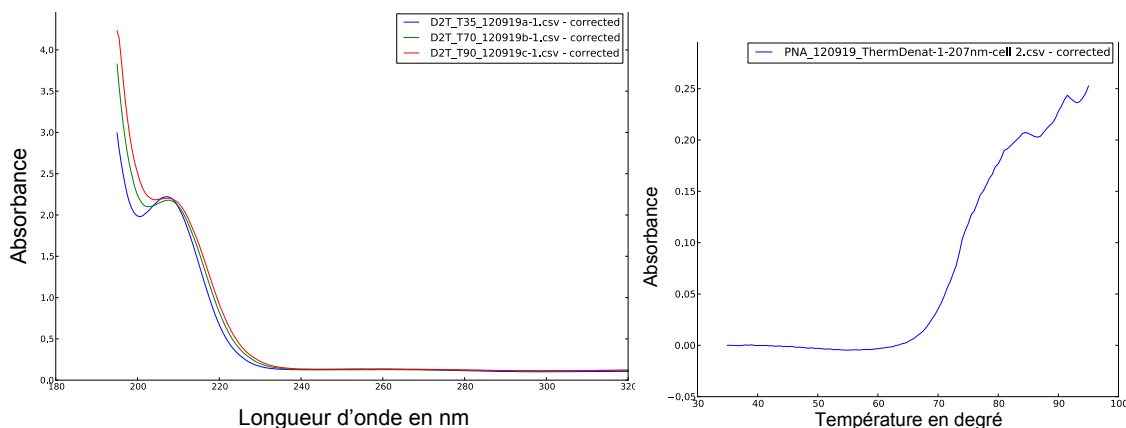 D2T_T35_120919a-1.csv - corrected
D2T_T70_120919b-1.csv - corrected
D2T_T90_120919c-1.csv - corrected
4.0
3.5
3.0
2.5
2.0
1.5
1.0
0.5
0.0
180 200 220 240 260 280 300 320
Absorbance
Longueur d'onde en nm
PNA_120919_ThermDenat-1-207nm-cell 2.csv - corrected
0,25
0,20
0,15
0,10
0,05
0,00
−0,05
30 40 50 60 70 80 90 100
Absorbance
Température en degré